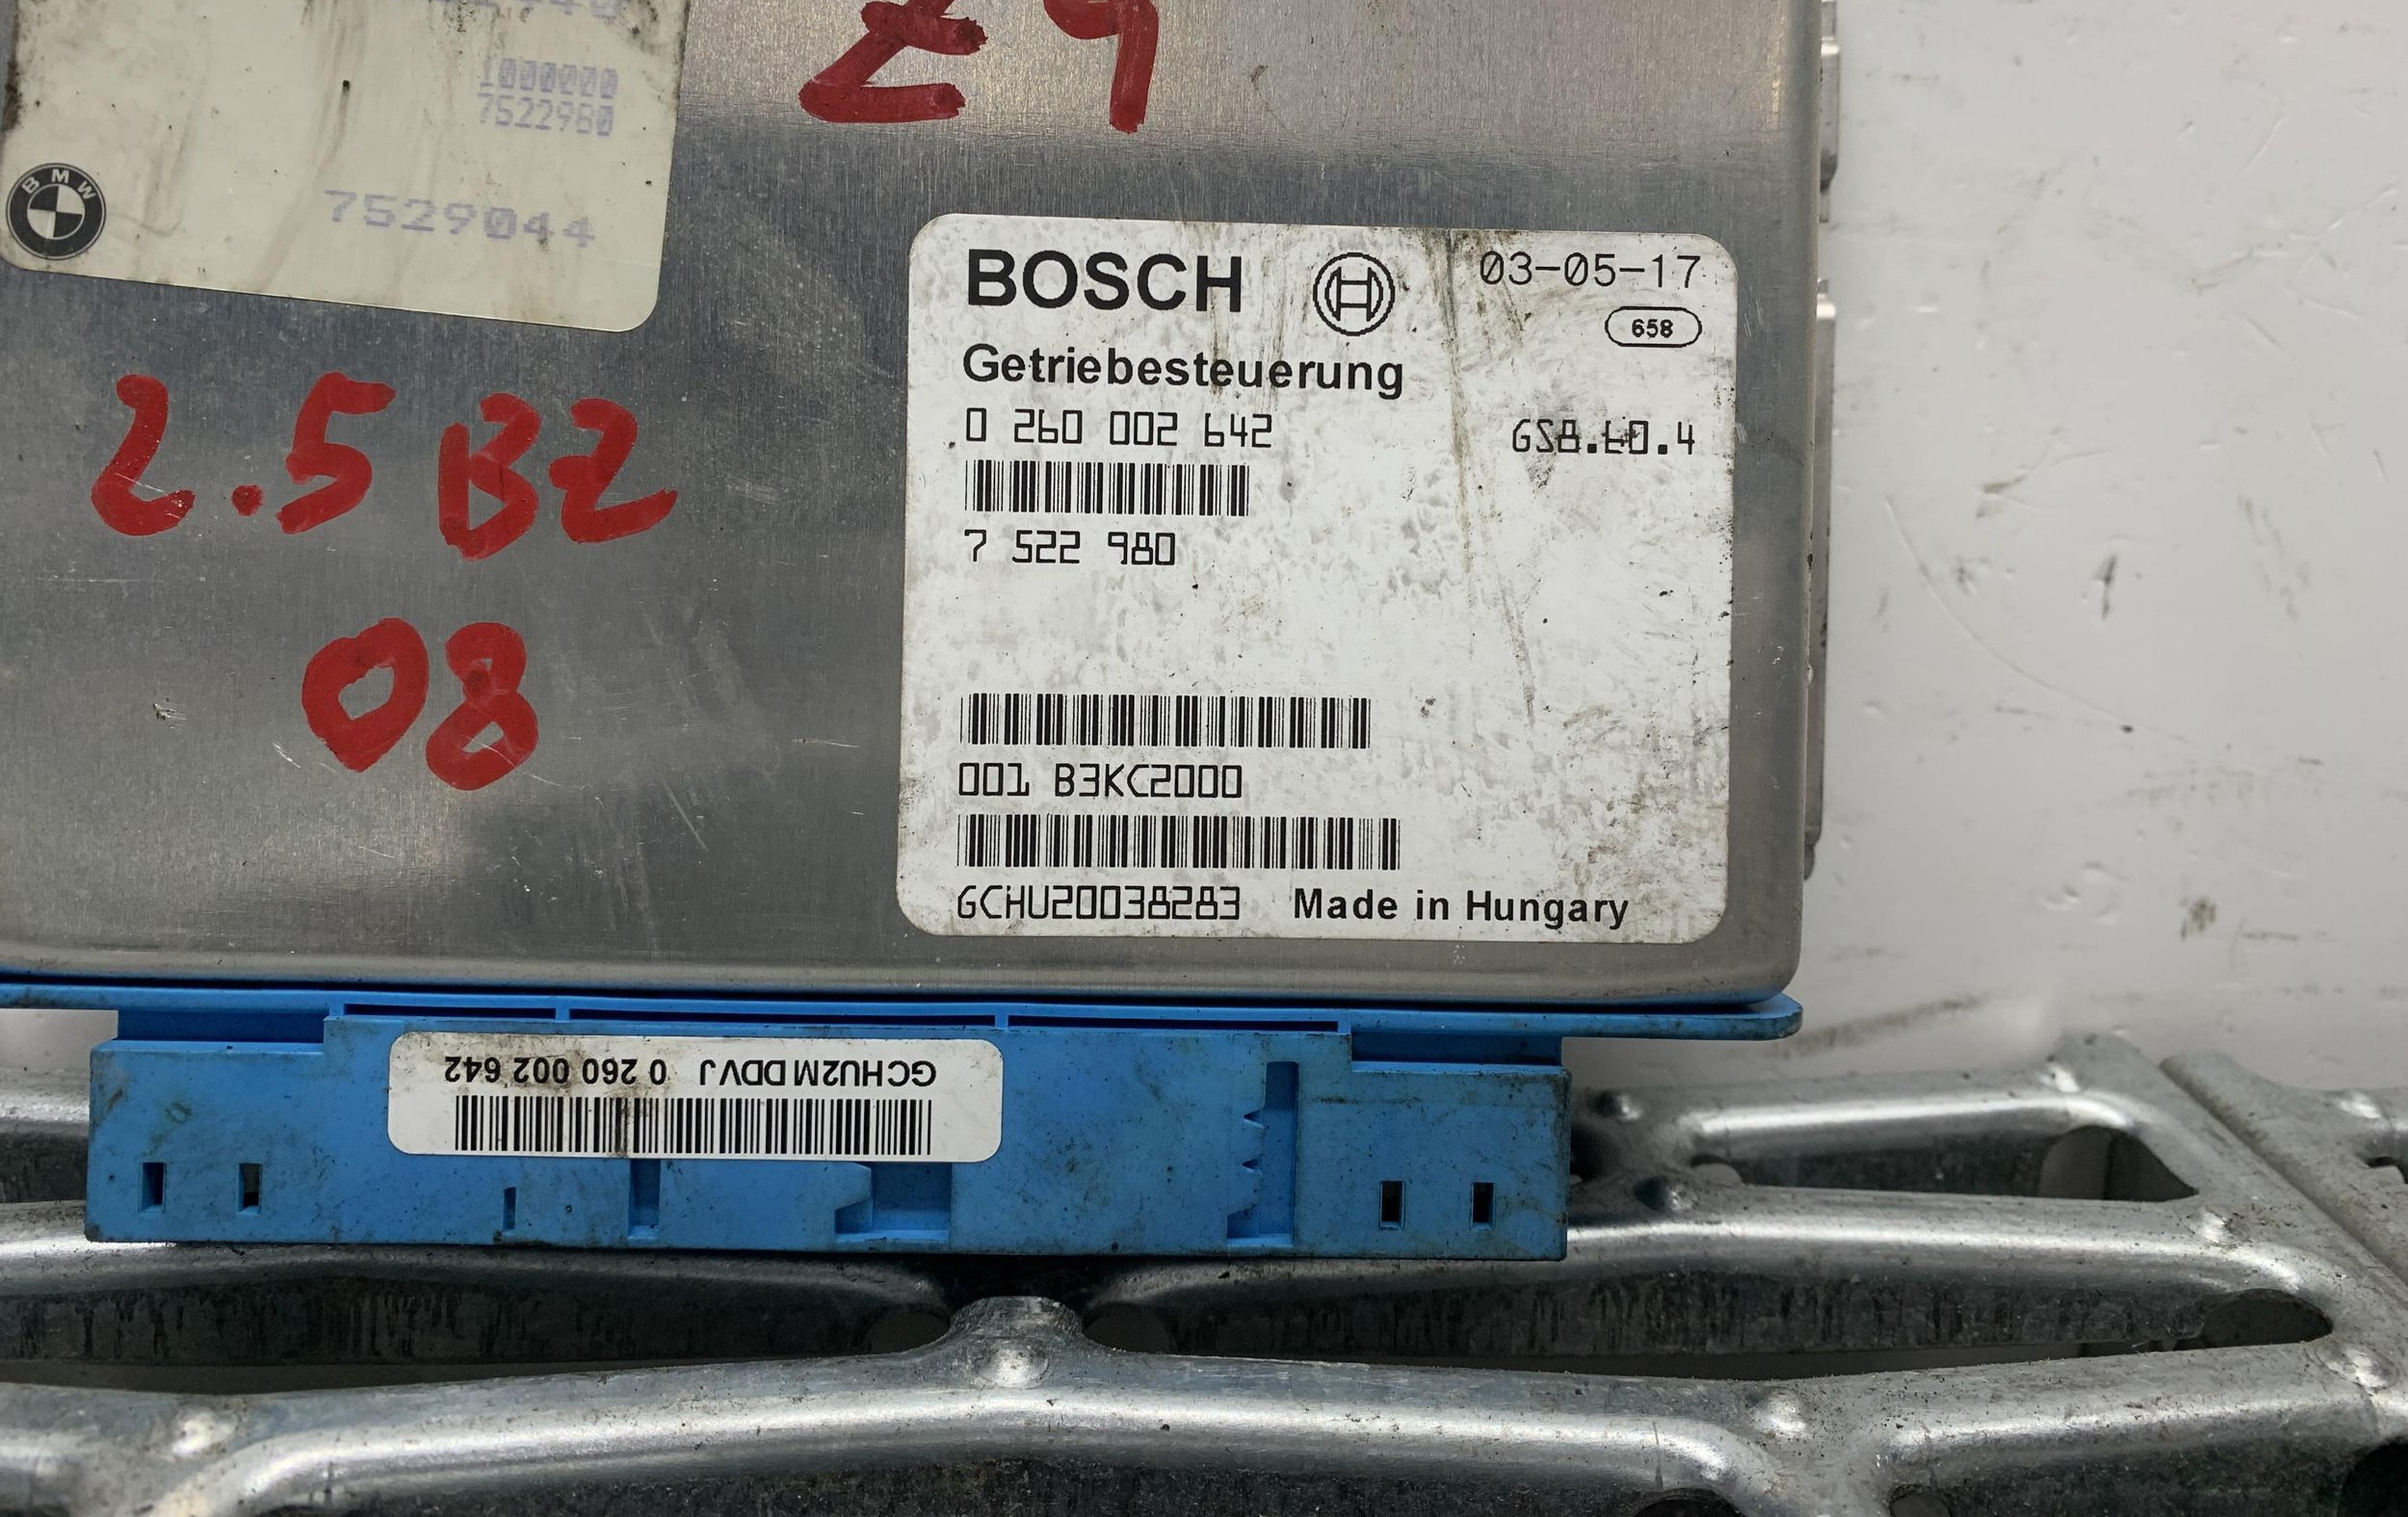 1000000
7522980
BMW
7529044
Z4
2.5 BZ
08
BOSCH
03-05-17
658
Getriebesteuerung
0 260 002 642
GS8.60.4
7 522 980
001 B3KC2000
GCHU20038283 Made in Hungary
GCHU2M DDVJ 0 260 002 642